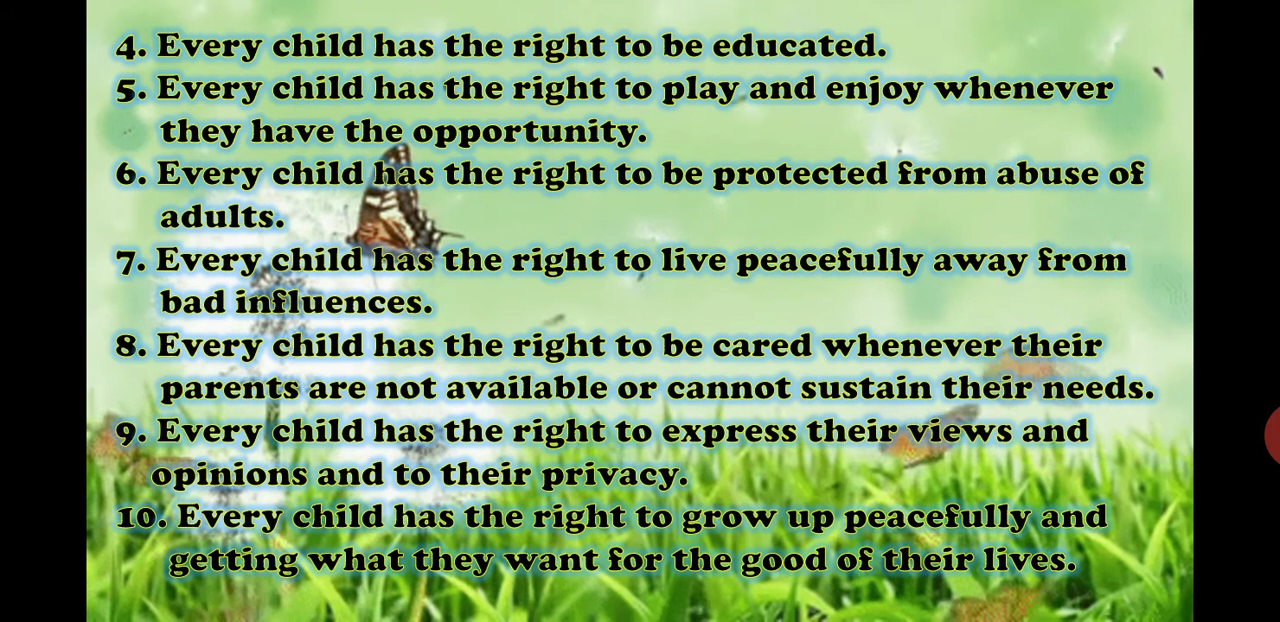 4. Every child has the right to be educated.
5. Every child has the right to play and enjoy whenever
they have the opportunity.
6. Every child has the right to be protected from abuse of
adults.
7. Every child has the right to live peacefully away from
bad influences.
8. Every child has the right to be cared whenever their
parents are not available or cannot sustain their needs.
9. Every child has the right to express their views and
opinions and to their privacy.
10. Every child has the right to grow up peacefully and
getting what they want for the good of their lives.